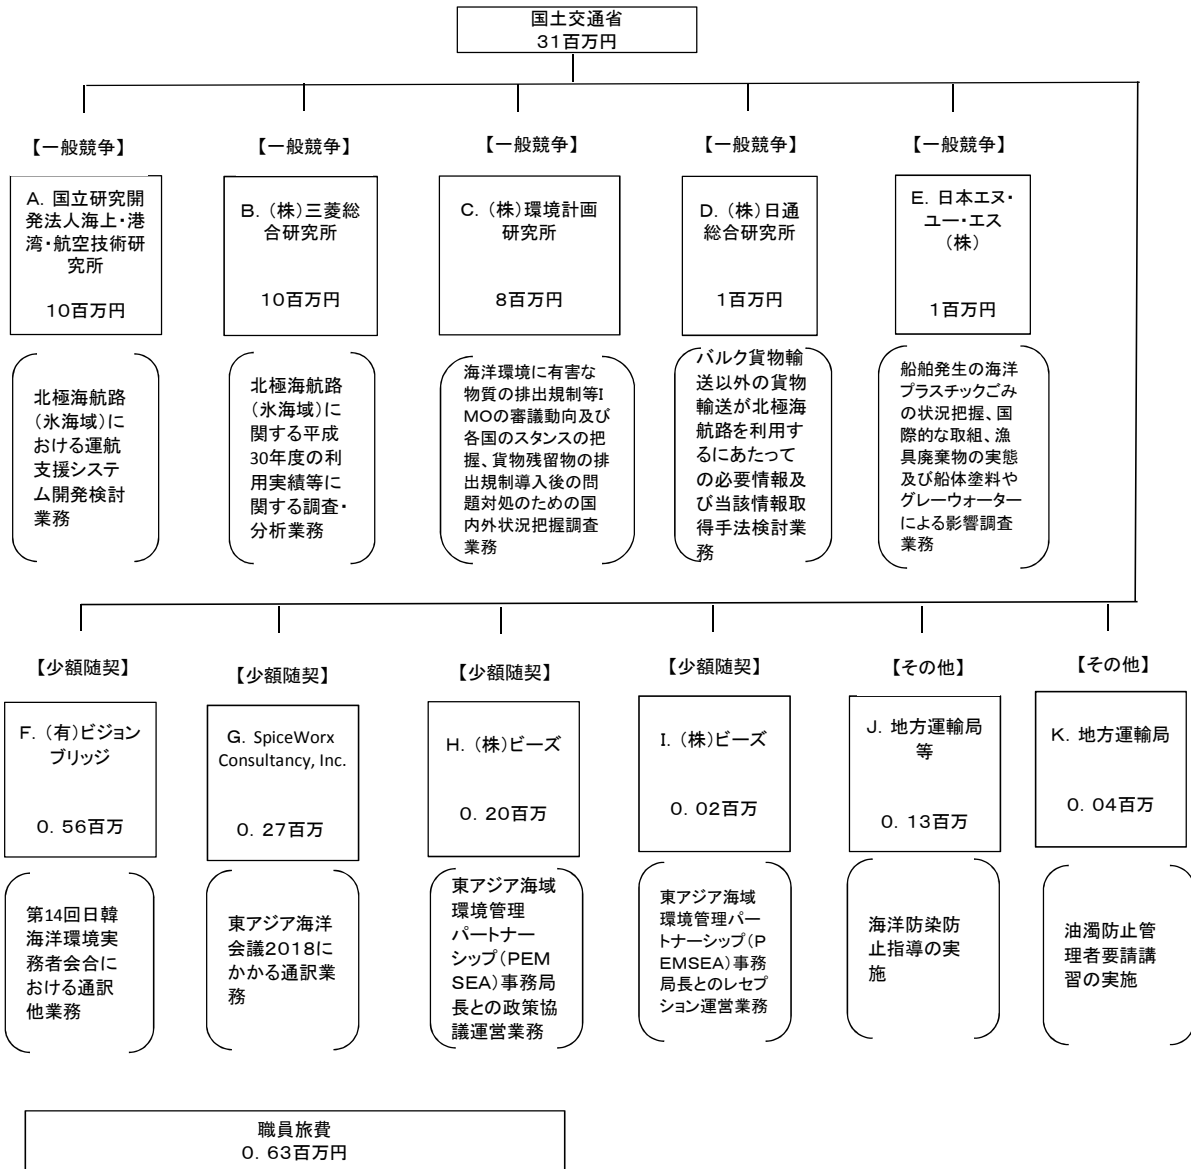 国土交通省
31百万円
【一般競争】
【一般競争】
【一般競争】
【一般競争】
【一般競争】
A. 国立研究開
発法人海上・港
湾・航空技術研
究所
10百万円
B. (株)三菱総
合研究所
10百万円
C. (株)環境計画
研究所
8百万円
D. (株)日通
総合研究所
1百万円
E. 日本エヌ・
ユー・エス
(株)
1百万円
北極海航路
(氷海域)に
おける運航
支援システ
ム開発検討
業務
北極海航路
(氷海域)に
関する平成
30年度の利
用実績等に
関する調査・
分析業務
海洋環境に有害な
物質の排出規制等I
MOの審議動向及び
各国のスタンスの把
握、貨物残留物の排
出規制導入後の問
題対処のための国
内外状況把握調査
業務
バルク貨物輸
送以外の貨物
輸送が北極海
航路を利用す
るにあたって
の必要情報及
び当該情報取
得手法検討業
務
船舶発生の海洋
プラスチックごみ
の状況把握、国
際的な取組、漁
具廃棄物の実態
及び船体塗料や
グレーウォーター
による影響調査
業務
【少額随契】
【少額随契】
【少額随契】
【少額随契】
【その他】
【その他】
F. (有)ビジョン
ブリッジ
0. 56百万
G. SpiceWorx
Consultancy, Inc.
0. 27百万
H. (株)ビーズ
0. 20百万
I. (株)ビーズ
0. 02百万
J. 地方運輸局
等
0. 13百万
K. 地方運輸局
0. 04百万
第14回日韓
海洋環境実
務者会合に
おける通訳
他業務
東アジア海洋
会議2018に
かかる通訳業
務
東アジア海域
環境管理
パートナー
シップ(PEM
SEA)事務局
長との政策協
議運営業務
東アジア海域
環境管理パー
トナーシップ(P
EMSEA)事務
局長とのレセプ
ション運営業務
海洋防染防
止指導の実
施
油濁防止管
理者要請講
習の実施
職員旅費
0. 63百万円